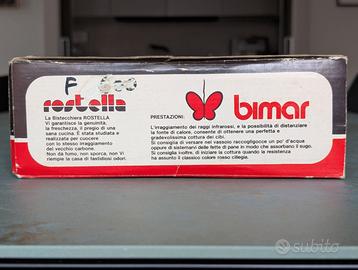 F
rostella
La Bistecchiera ROSTELLA
Vi garantisce la genuinità,
la freschezza, il pregio di una
sana cucina. È stata studiata e
realizzata per cuocere
con lo stesso irraggiamento
del vecchio carbone.
Non dà fumo, non sporca, non Vi
riempie la casa di fastidiosi odori.
PRESTAZIONI:
bimar
L'irraggiamento dei raggi infrarossi, e la possibilità di distanziare
la fonte di calore, consente di ottenere una perfetta e
gradevolissima cottura dei cibi.
Si consiglia di versare nel vassoio raccogligocce un po' d'acqua
oppure di sistemarvi delle fette di pane in modo che assorbano il sugo.
Si consiglia inoltre, di iniziare la cottura quando la resistenza
ha assunto il classico colore rosso ciliegia.
subito